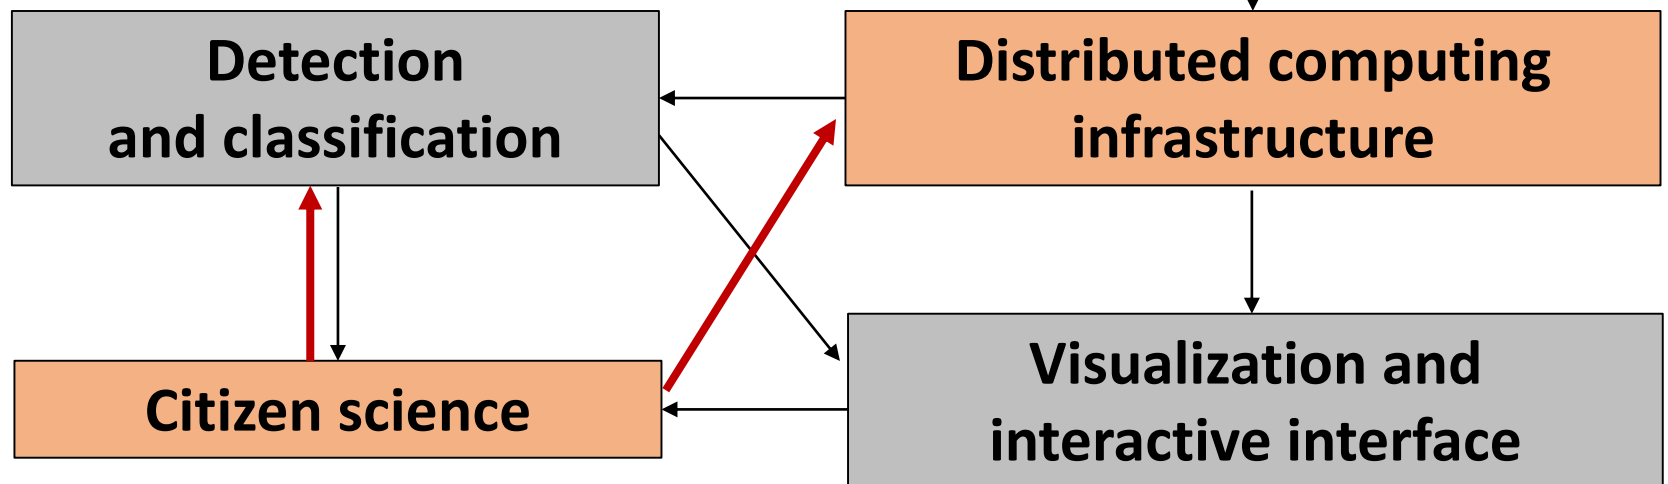 Detection
and classification
Distributed computing
infrastructure
Citizen science
Visualization and
interactive interface